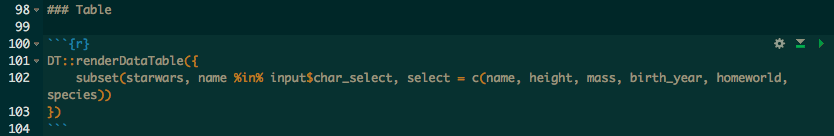 98 ### Table
99
100 ```{r}
101 DT::renderDataTable({
102     subset(starwars, name %in% input$char_select, select = c(name, height, mass, birth_year, homeworld,
species))
103 })
104 ```